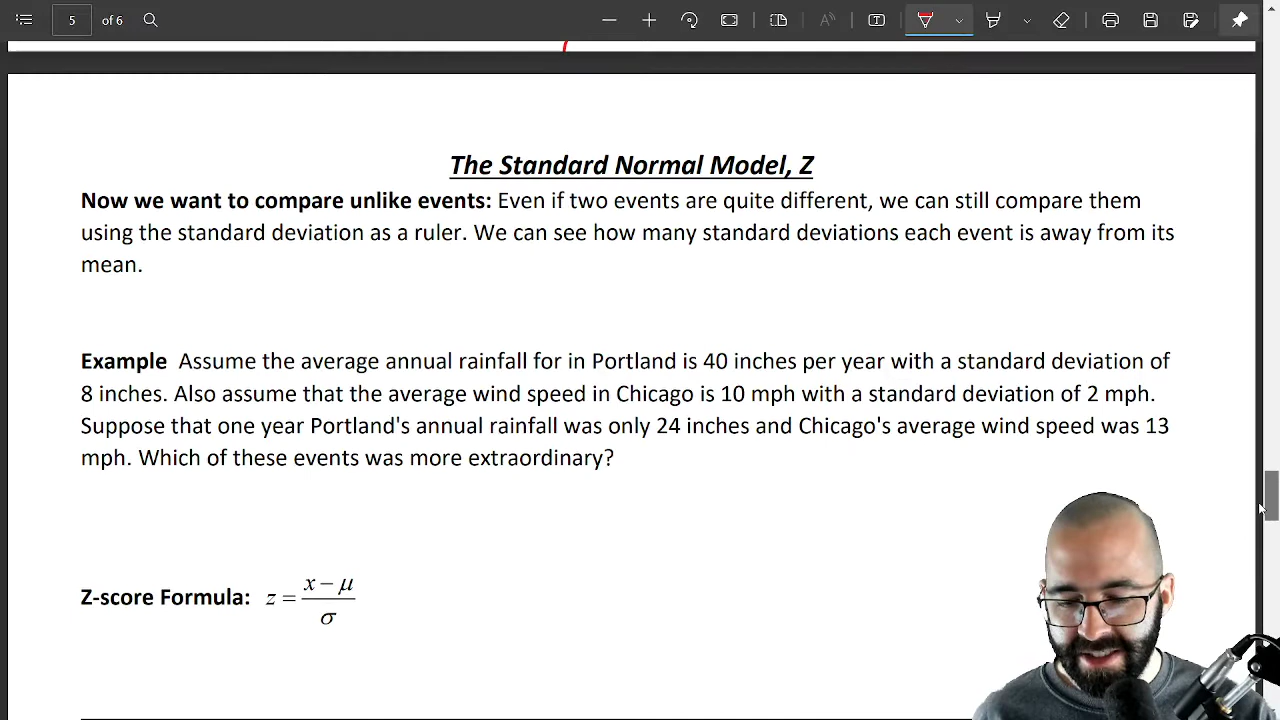 5 of 6
The Standard Normal Model, Z
Now we want to compare unlike events: Even if two events are quite different, we can still compare them
using the standard deviation as a ruler. We can see how many standard deviations each event is away from its
mean.
Example Assume the average annual rainfall for in Portland is 40 inches per year with a standard deviation of
8 inches. Also assume that the average wind speed in Chicago is 10 mph with a standard deviation of 2 mph.
Suppose that one year Portland's annual rainfall was only 24 inches and Chicago's average wind speed was 13
mph. Which of these events was more extraordinary?
Z-score Formula: z = (x − μ) / σ